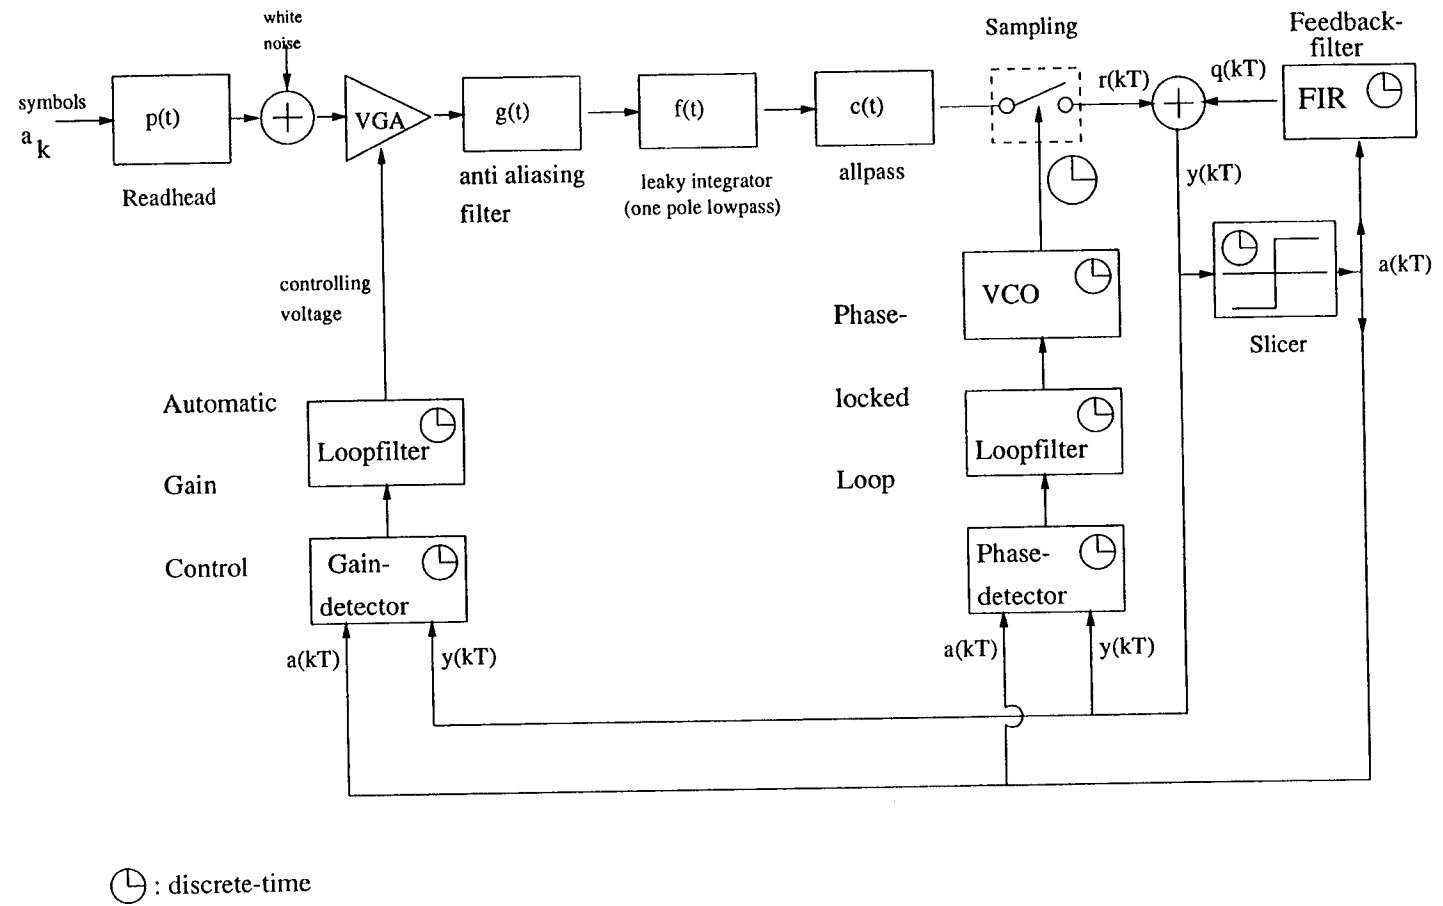 white
noise
symbols
a k
p(t)
Readhead
VGA
g(t)
anti aliasing
filter
f(t)
leaky integrator
(one pole lowpass)
c(t)
allpass
Sampling
r(kT)
q(kT)
Feedback-
filter
FIR
y(kT)
a(kT)
Slicer
controlling
voltage
Automatic
Gain
Control
Loopfilter
Gain-
detector
a(kT)
y(kT)
Phase-
locked
Loop
VCO
Loopfilter
Phase-
detector
a(kT)
y(kT)
: discrete-time